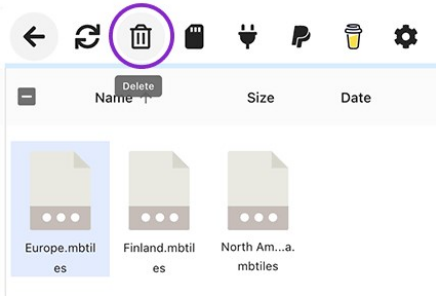 Delete
Name ↑
Size
Date
Europe.mbtil
es
Finland.mbtil
es
North Am...a.
mbtiles